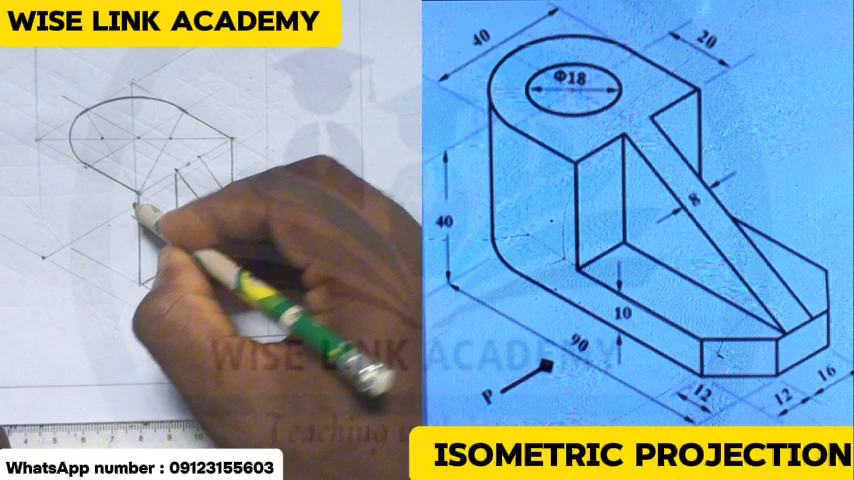 WISE LINK ACADEMY
40
20
Φ18
8
40
10
90
P
12
12
16
WISE LINK ACADEMY
Teaching
WhatsApp number : 09123155603
ISOMETRIC PROJECTION